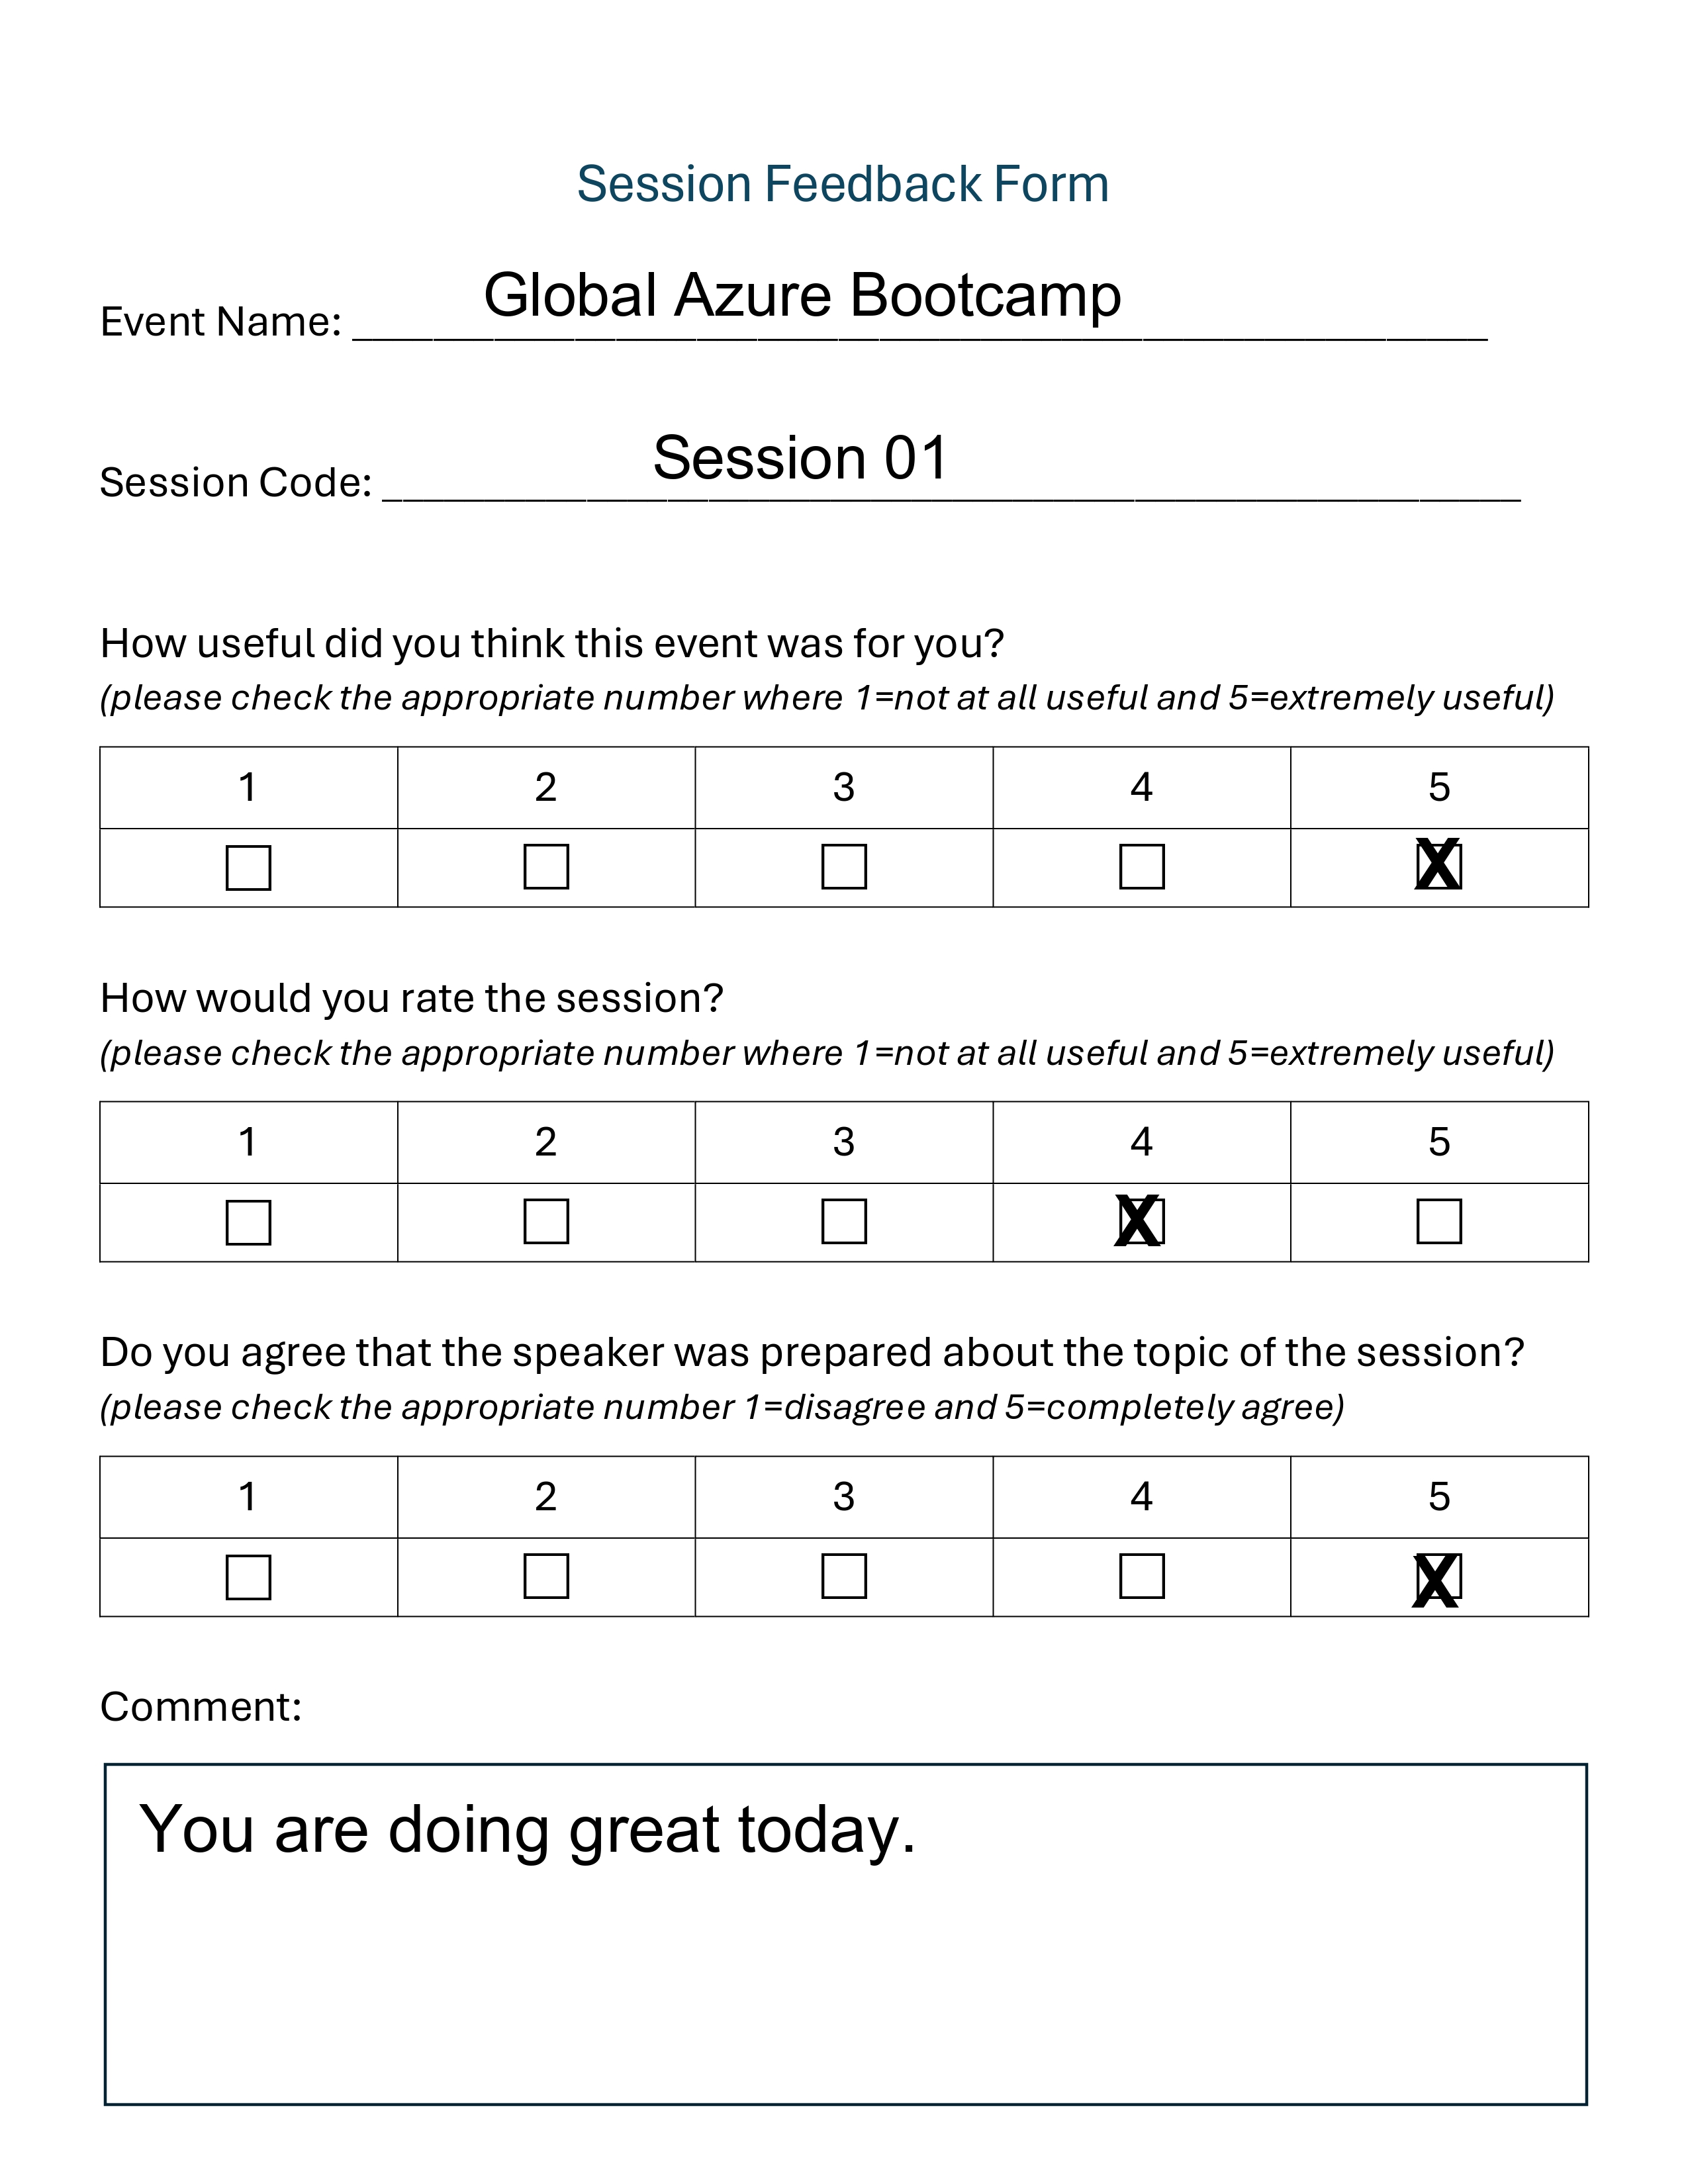 Session Feedback Form
Event Name: Global Azure Bootcamp
Session Code: Session 01
How useful did you think this event was for you?
(please check the appropriate number where 1=not at all useful and 5=extremely useful)
1 2 3 4 5
☐ ☐ ☐ ☐ X
How would you rate the session?
(please check the appropriate number where 1=not at all useful and 5=extremely useful)
1 2 3 4 5
☐ ☐ ☐ X ☐
Do you agree that the speaker was prepared about the topic of the session?
(please check the appropriate number 1=disagree and 5=completely agree)
1 2 3 4 5
☐ ☐ ☐ ☐ X
Comment:
You are doing great today.